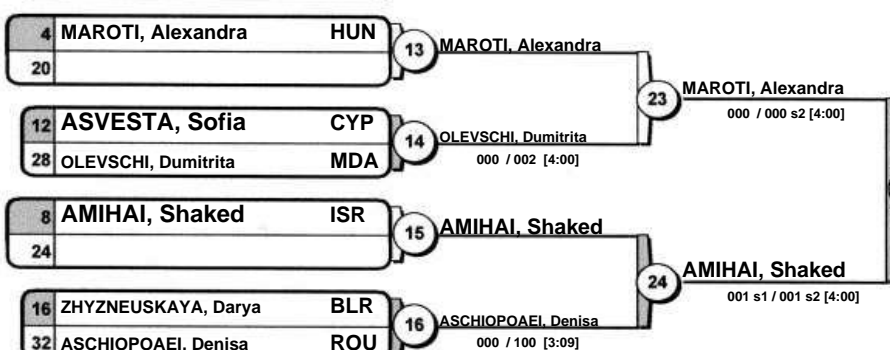 4 MAROTI, Alexandra HUN
20
13 MAROTI, Alexandra
12 ASVESTA, Sofia CYP
28 OLEVSCHI, Dumitrita MDA
14 OLEVSCHI, Dumitrita
000 / 002 [4:00]
23 MAROTI, Alexandra
000 / 000 s2 [4:00]
8 AMIHAI, Shaked ISR
24
15 AMIHAI, Shaked
16 ZHYZNEUSKAYA, Darya BLR
32 ASCHIOPOAEI, Denisa ROU
16 ASCHIOPOAEI, Denisa
000 / 100 [3:09]
24 AMIHAI, Shaked
001 s1 / 001 s2 [4:00]